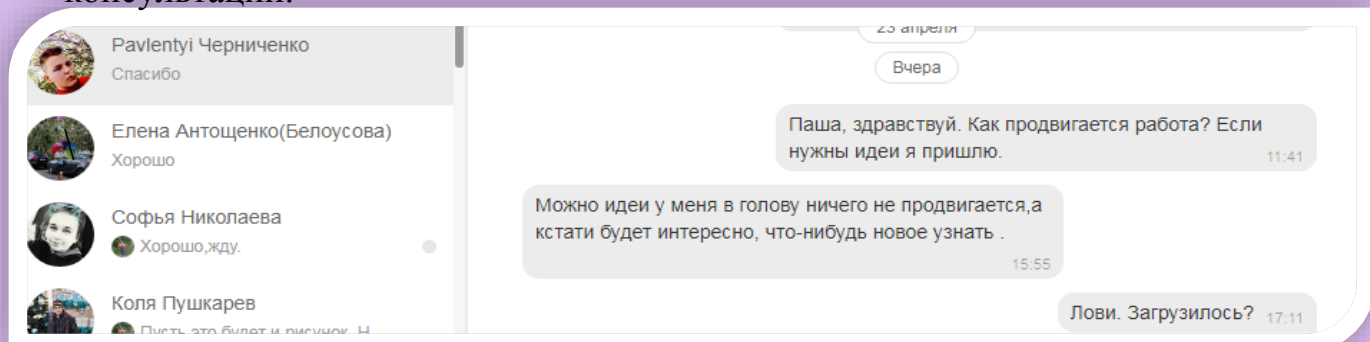 консультаций.
Pavlentyi Черниченко
Спасибо
Елена Антощенко(Белоусова)
Хорошо
Софья Николаева
Хорошо,жду.
Коля Пушкарев
Пусть это будет и рисунок. Н
23 апреля
Вчера
Паша, здравствуй. Как продвигается работа? Если
нужны идеи я пришлю.
11:41
Можно идеи у меня в голову ничего не продвигается,а
кстати будет интересно, что-нибудь новое узнать .
15:55
Лови. Загрузилось? 17:11